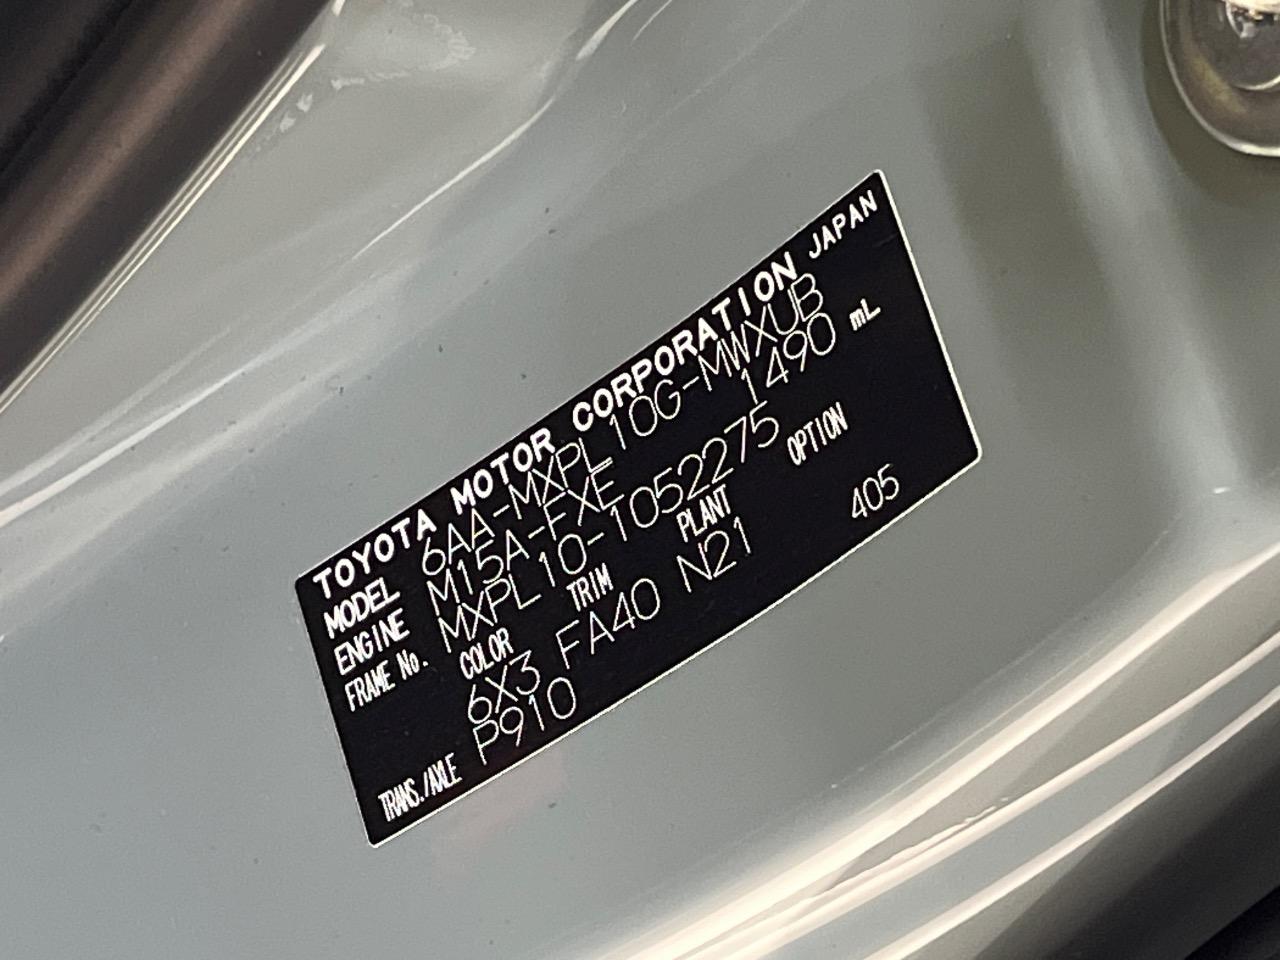 TOYOTA MOTOR CORPORATION JAPAN
MODEL 6AA-MXPL10G-MWXUB
ENGINE M15A-FXE 1490 mL
FRAME No. MXPL10-1052275
COLOR TRIM PLANT OPTION
6X3 FA40 N21
TRANS./AXLE P910 405